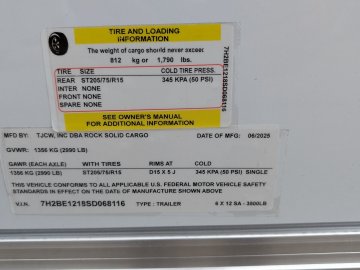 TIRE AND LOADING
INFORMATION
The weight of cargo should never exceed
812 kg or 1,790 lbs.
TIRE SIZE COLD TIRE PRESS.
REAR ST205/75/R15 345 KPA (50 PSI)
INTER NONE
FRONT NONE
SPARE NONE
7H2BE1218SD068116
SEE OWNER'S MANUAL
FOR ADDITIONAL INFORMATION
MFD BY: TJCW, INC DBA ROCK SOLID CARGO DATE OF MFG: 06/2025
GVWR: 1356 KG (2990 LB)
GAWR (EACH AXLE) WITH TIRES RIMS AT COLD
1356 KG (2990 LB) ST205/75/R15 D15 X 5 J 345 KPA (50 PSI) SINGLE
THIS VEHICLE CONFORMS TO ALL APPLICABLE U.S. FEDERAL MOTOR VEHICLE SAFETY
STANDARDS IN EFFECT ON THE DATE OF MANUFACTURE SHOWN ABOVE
V.I.N. 7H2BE1218SD068116 TYPE : TRAILER 6 X 12 SA - 3500LB